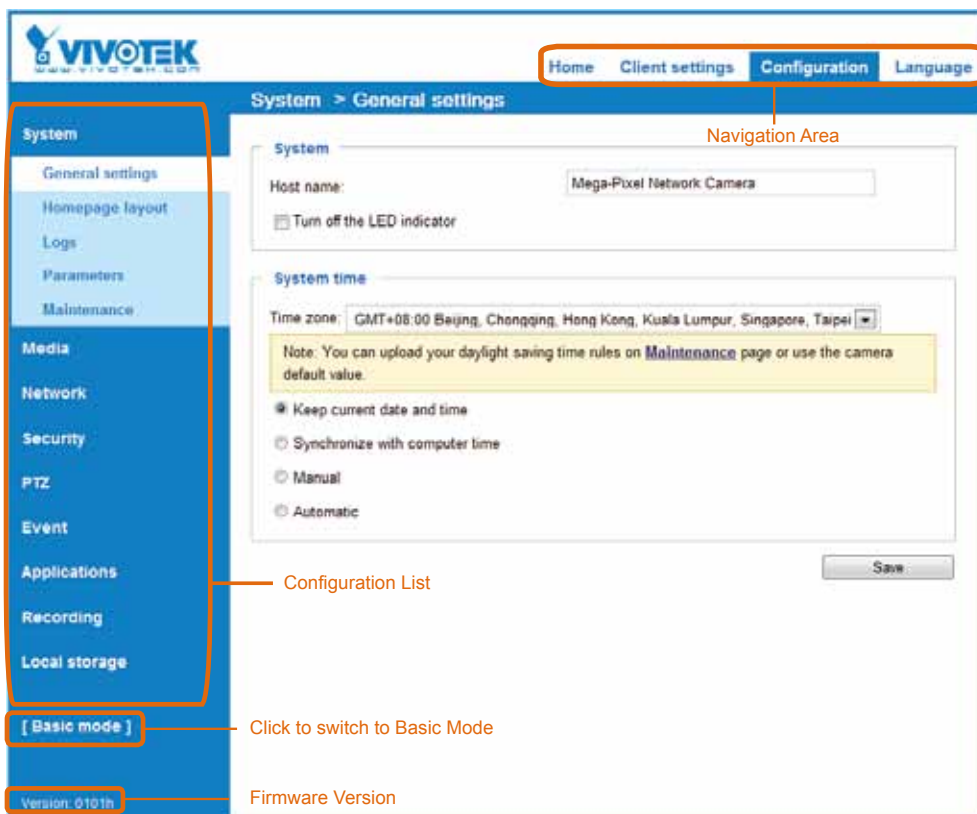 VIVOTEK
www.vivotek.com
Home Client settings Configuration Language
System > General settings
Navigation Area
System
General settings
Homepage layout
Logs
Parameters
Maintenance
Media
Network
Security
PTZ
Event
Applications
Recording
Local storage
[ Basic mode ]
Version: 0101h
System
Host name:
Mega-Pixel Network Camera
Turn off the LED indicator
System time
Time zone: GMT+08:00 Beijing, Chongqing, Hong Kong, Kuala Lumpur, Singapore, Taipei
Note: You can upload your daylight saving time rules on Maintenance page or use the camera
default value.
Keep current date and time
Synchronize with computer time
Manual
Automatic
Save
Configuration List
Click to switch to Basic Mode
Firmware Version